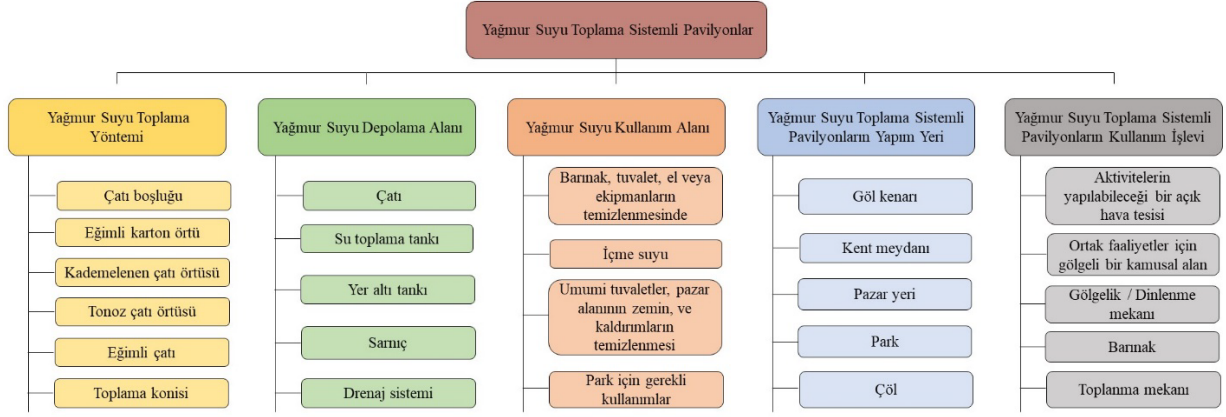 Yağmur Suyu Toplama Sistemli Pavilyonlar
Yağmur Suyu Toplama
Yöntemi
Çatı boşluğu
Eğimli karton örtü
Kademelenen çatı örtüsü
Tonoz çatı örtüsü
Eğimli çatı
Toplama konisi
Yağmur Suyu Depolama Alanı
Çatı
Su toplama tankı
Yer altı tankı
Sarnıç
Drenaj sistemi
Yağmur Suyu Kullanım Alanı
Barınak, tuvalet, el veya
ekipmanların
temizlenmesinde
İçme suyu
Umumi tuvaletler, pazar
alanının zemin, ve
kaldırımların
temizlenmesi
Park için gerekli
kullanımlar
Yağmur Suyu Toplama Sistemli
Pavilyonların Yapım Yeri
Göl kenarı
Kent meydanı
Pazar yeri
Park
Çöl
Yağmur Suyu Toplama Sistemli
Pavilyonların Kullanım İşlevi
Aktivitelerin
yapılabileceği bir açık
hava tesisi
Ortak faaliyetler için
gölgeli bir kamusal alan
Gölgelik / Dinlenme
mekanı
Barınak
Toplanma mekanı